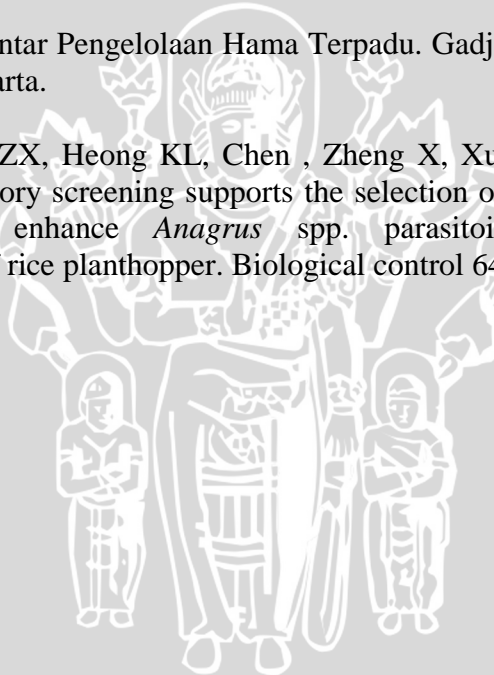 ntar Pengelolaan Hama Terpadu. Gadj
arta.
ZX, Heong KL, Chen , Zheng X, Xu
ory screening supports the selection o
enhance Anagrus spp. parasitoi
rice planthopper. Biological control 64